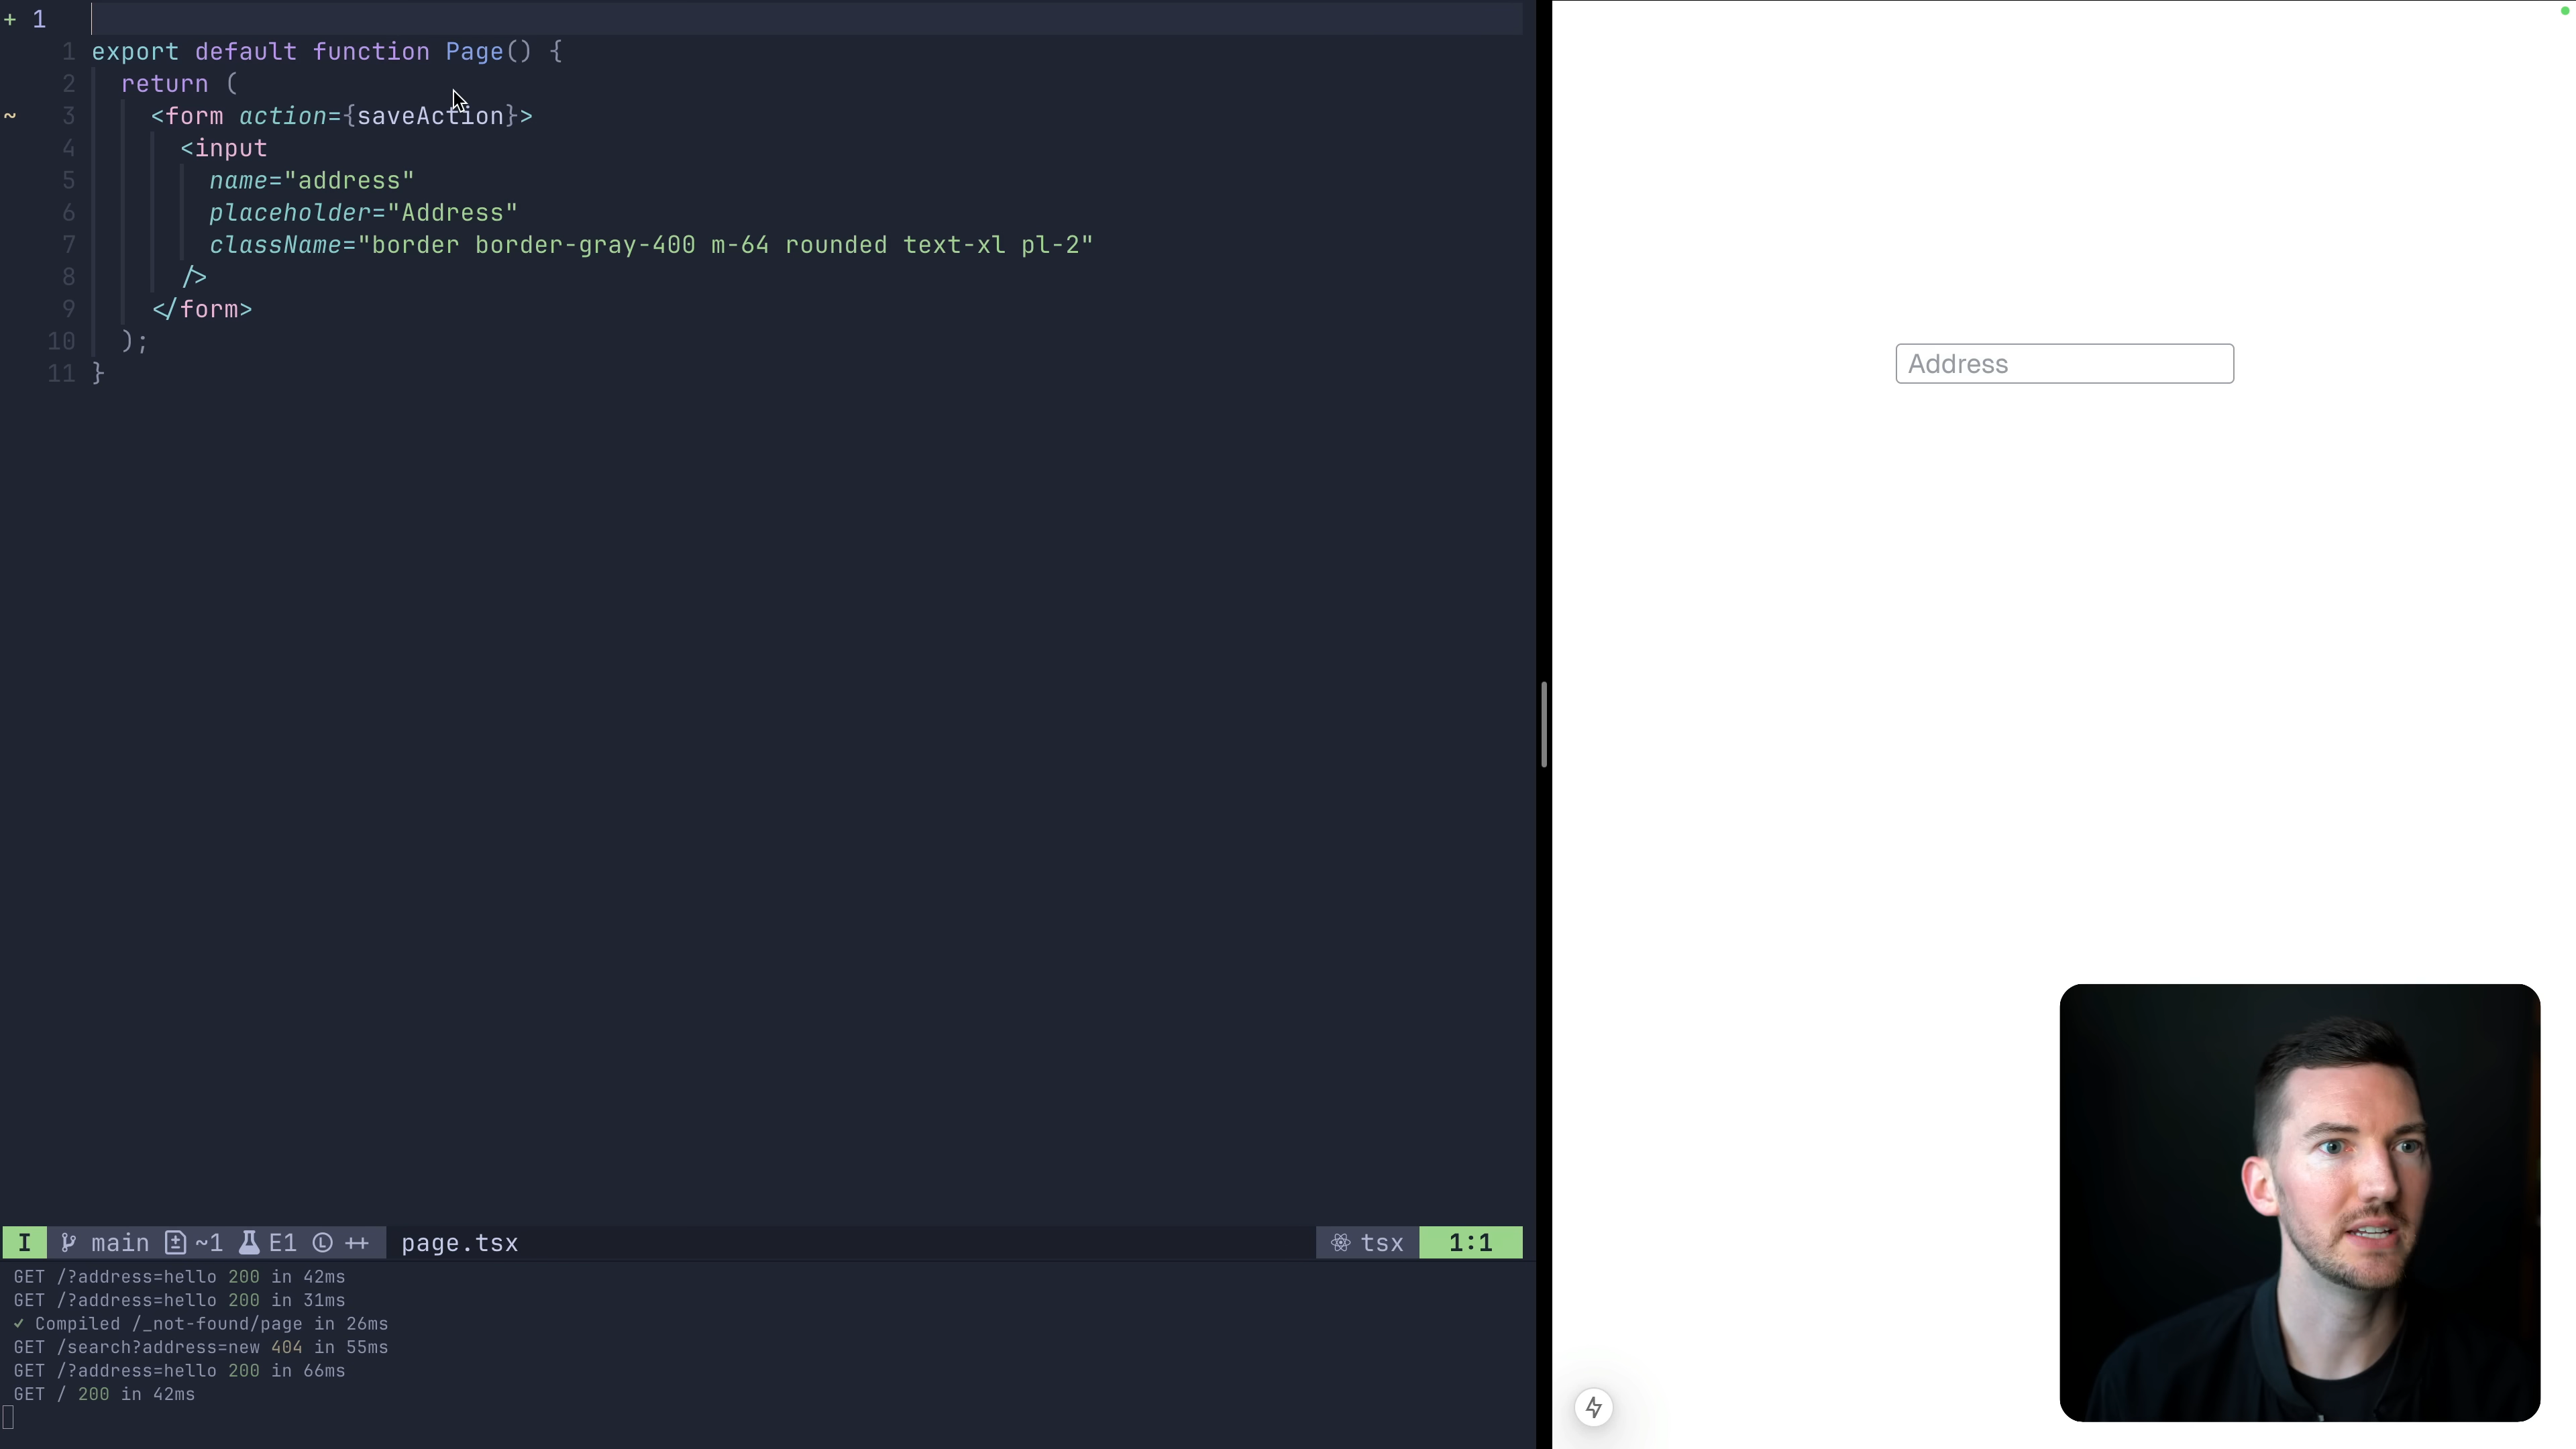 + 1
1 export default function Page() {
2 return (
~ 3 <form action={saveAction}>
4 <input
5 name="address"
6 placeholder="Address"
7 className="border border-gray-400 m-64 rounded text-xl pl-2"
8 />
9 </form>
10 );
11 }
I main ~1 E1 L ++ page.tsx tsx 1:1
GET /?address=hello 200 in 42ms
GET /?address=hello 200 in 31ms
✓ Compiled /_not-found/page in 26ms
GET /search?address=new 404 in 55ms
GET /?address=hello 200 in 66ms
GET / 200 in 42ms
Address